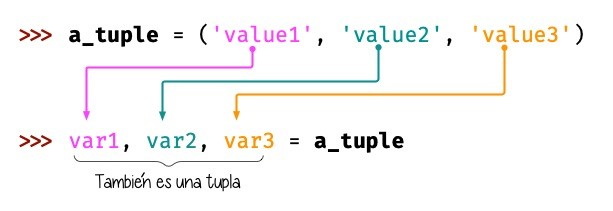 >>> a_tuple = ('value1', 'value2', 'value3')
>>> var1, var2, var3 = a_tuple
También es una tupla